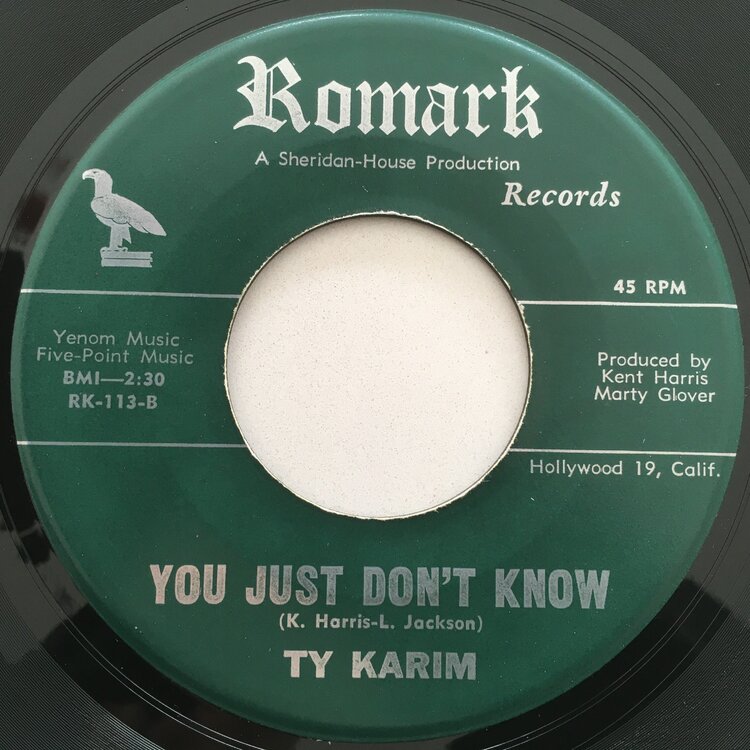 Romark
A Sheridan-House Production
Records
45 RPM
Yenom Music
Five-Point Music
BMI—2:30
RK-113-B
Produced by
Kent Harris
Marty Glover
Hollywood 19, Calif.
YOU JUST DON'T KNOW
(K. Harris-L. Jackson)
TY KARIM